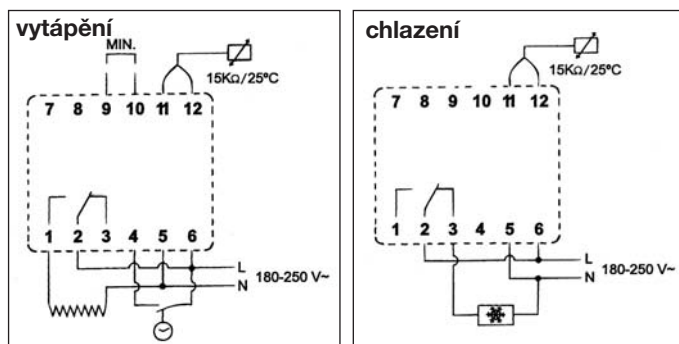 vytápění
MIN.
15KΩ/25°C
7 8 9 10 11 12
1 2 3 4 5 6
L
180-250 V~
N
chlazení
15KΩ/25°C
7 8 9 10 11 12
1 2 3 4 5 6
L
180-250 V~
N